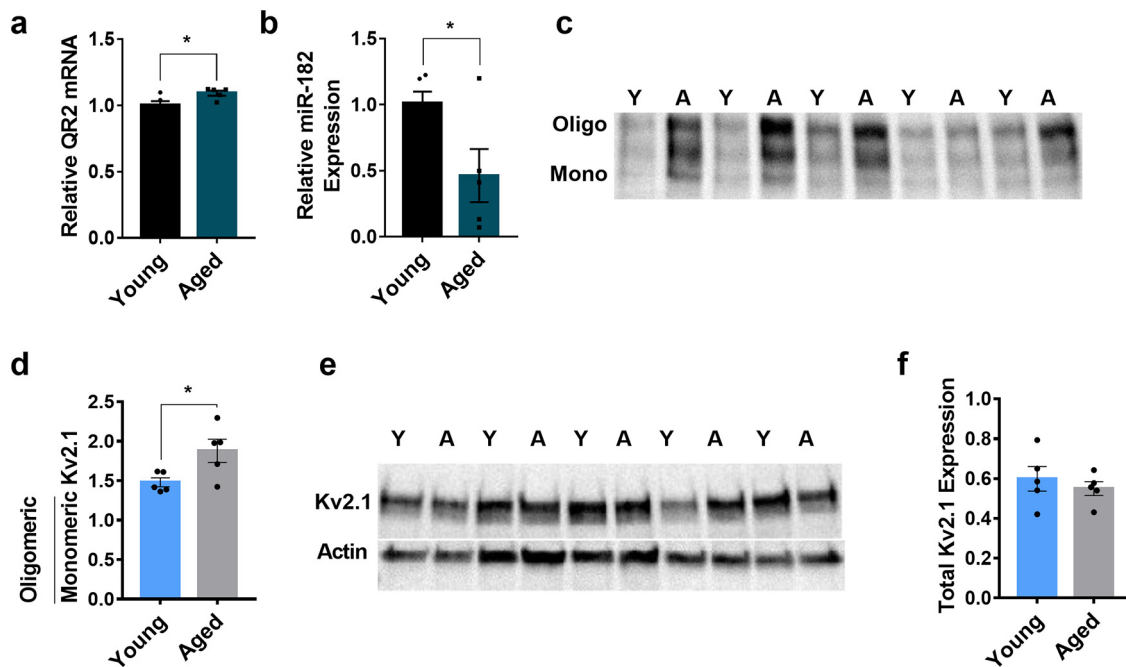 a
Relative QR2 mRNA
1.5
1.0
0.5
0.0
*
Young
Aged
b
Relative miR-182
Expression
1.5
1.0
0.5
0.0
*
Young
Aged
c
Y A Y A Y A Y A Y A
Oligo
Mono
d
Oligomeric
Monomeric Kv2.1
2.5
2.0
1.5
1.0
0.5
0.0
*
Young
Aged
e
Y A Y A Y A Y A Y A
Kv2.1
Actin
f
Total Kv2.1 Expression
1.0
0.8
0.6
0.4
0.2
0.0
Young
Aged